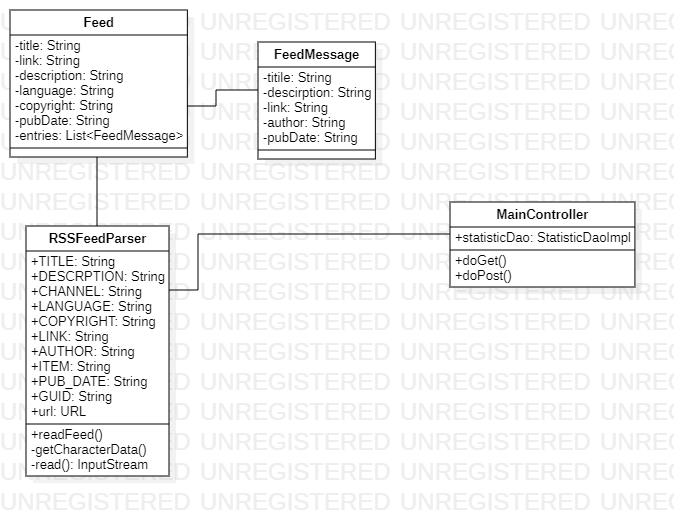 Feed
-title: String
-link: String
-description: String
-language: String
-copyright: String
-pubDate: String
-entries: List<FeedMessage>
FeedMessage
-titile: String
-descirption: String
-link: String
-author: String
-pubDate: String
RSSFeedParser
+TITLE: String
+DESCRPTION: String
+CHANNEL: String
+LANGUAGE: String
+COPYRIGHT: String
+LINK: String
+AUTHOR: String
+ITEM: String
+PUB_DATE: String
+GUID: String
+url: URL
+readFeed()
-getCharacterData()
-read(): InputStream
MainController
+statisticDao: StatisticDaoImpl
+doGet()
+doPost()
UNREGISTERED UNREGISTERED UNREGISTERED UNREGISTERED